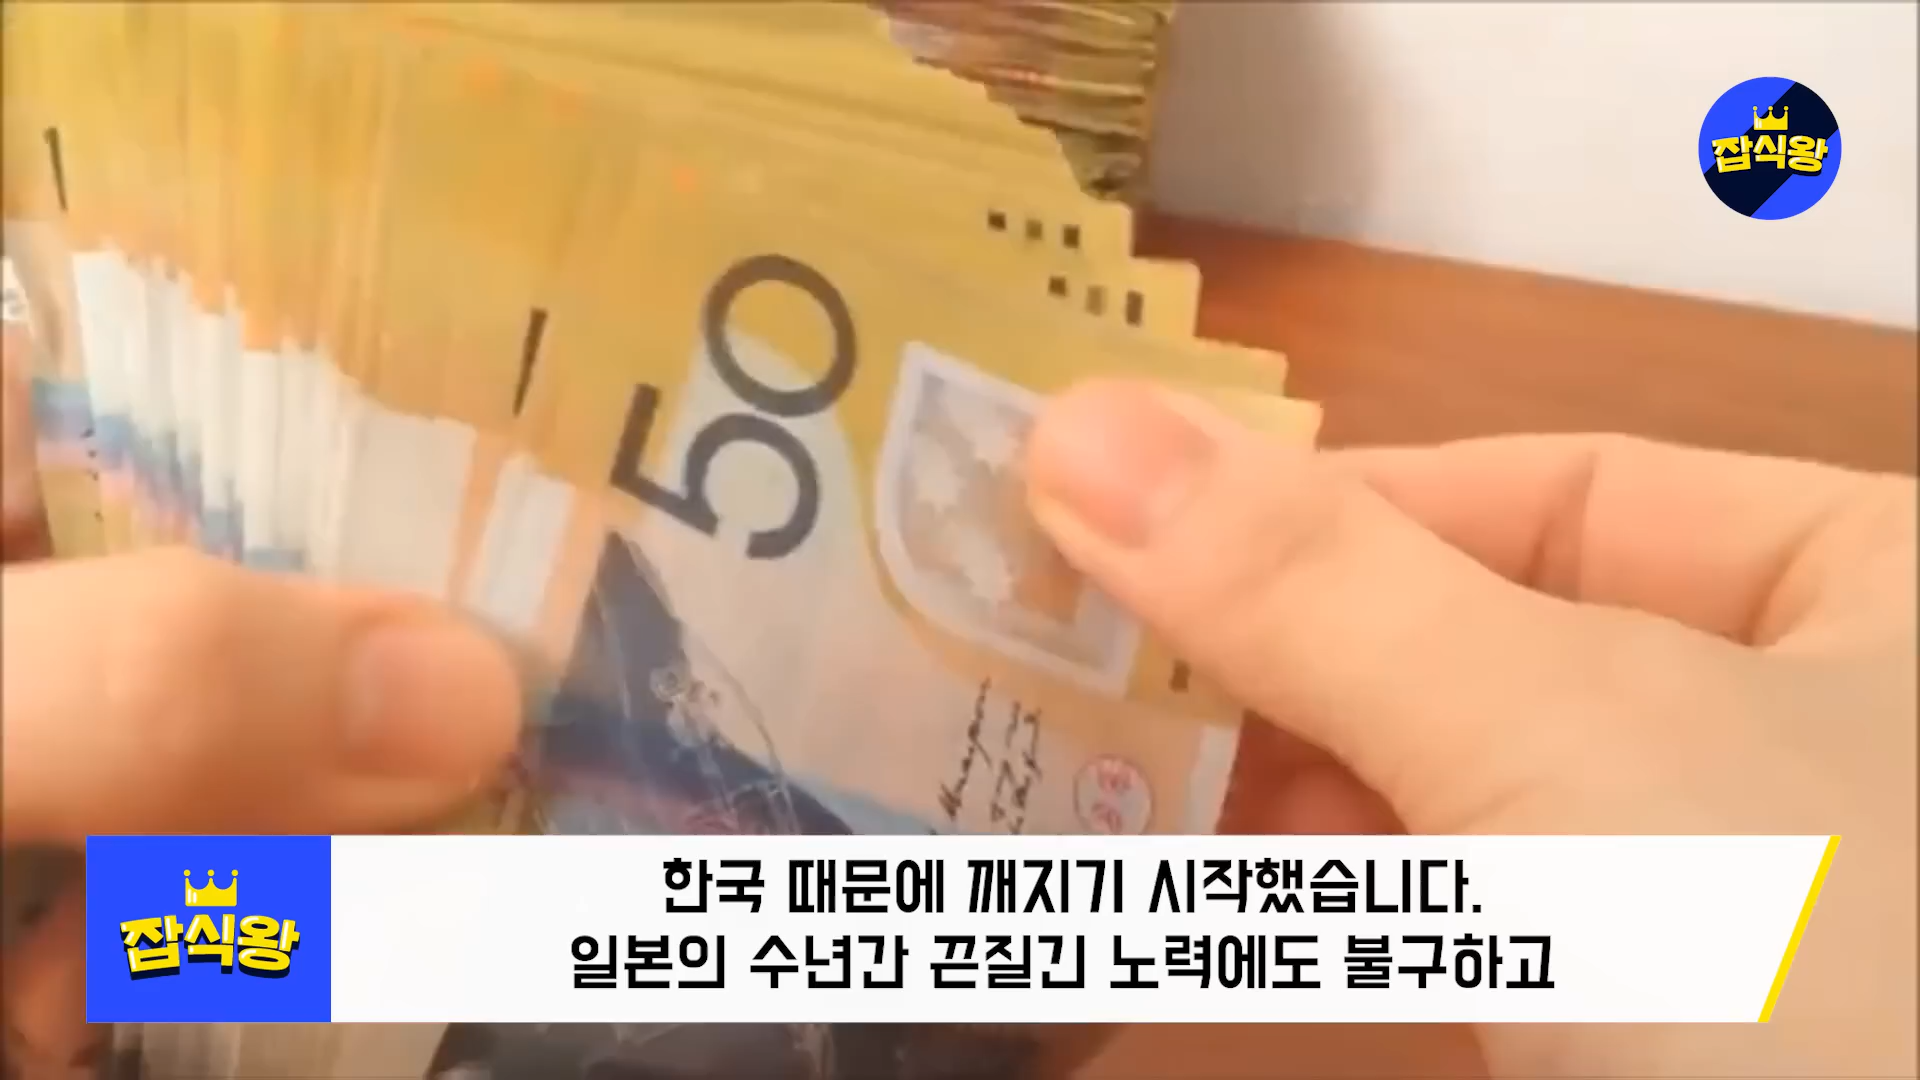 잡식왕
50
잡식왕
한국 때문에 깨지기 시작했습니다.
일본의 수년간 끈질긴 노력에도 불구하고